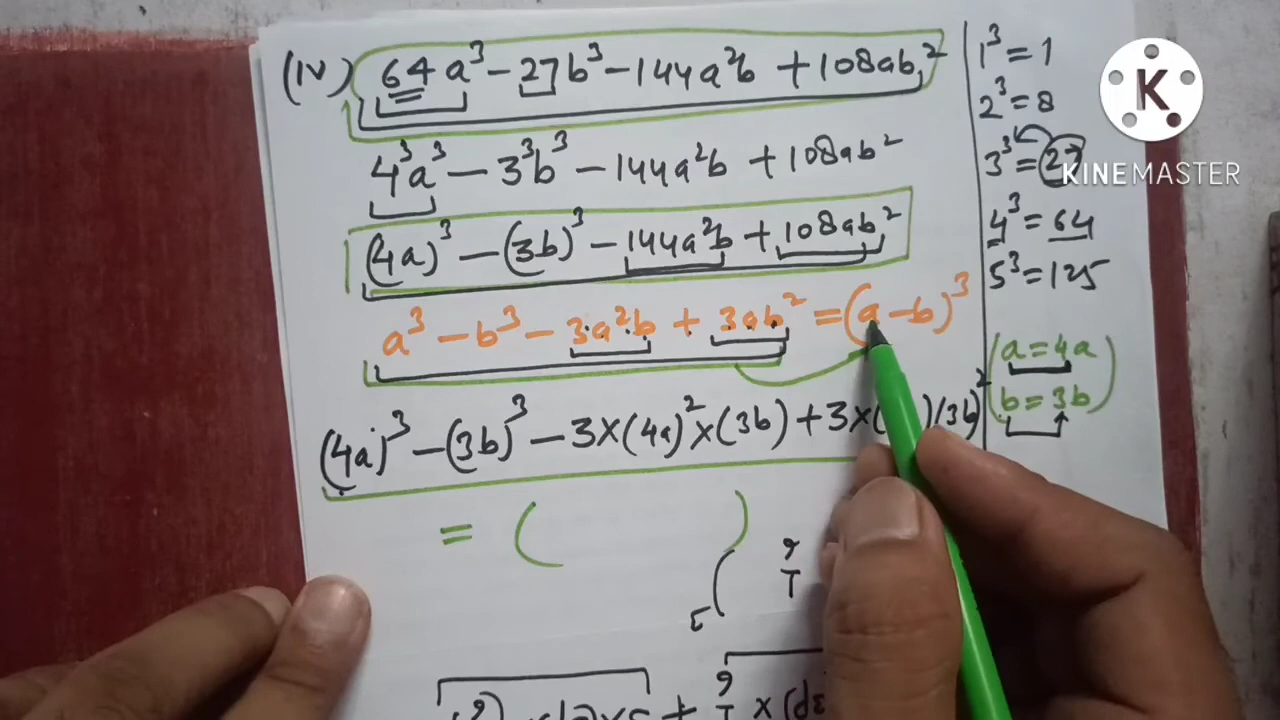 (IV) 64a³ - 27b³ - 144a²b + 108ab²
4³a³ - 3³b³ - 144a²b + 108ab²
(4a)³ - (3b)³ - 144a²b + 108ab²
a³ - b³ - 3a²b + 3ab² = (a - b)³
(4a)³ - (3b)³ - 3×(4a)²×(3b) + 3×( )(3b)²
= ( )
1³ = 1
2³ = 8
3³ = 27
4³ = 64
5³ = 125
(a = 4a
b = 3b)
K
KINEMASTER